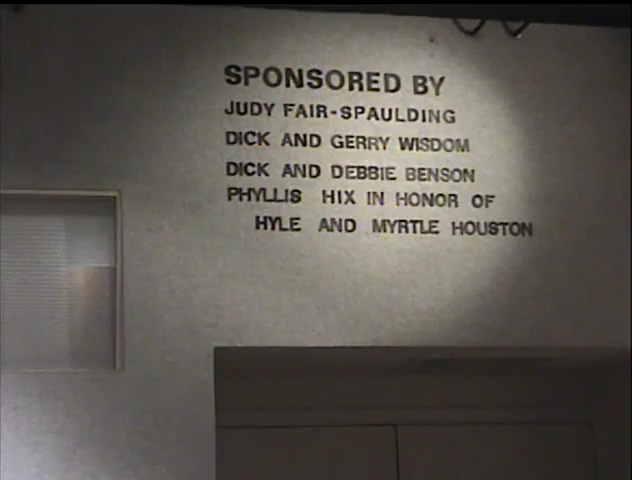 SPONSORED BY
JUDY FAIR-SPAULDING
DICK AND GERRY WISDOM
DICK AND DEBBIE BENSON
PHYLLIS HIX IN HONOR OF
HYLE AND MYRTLE HOUSTON